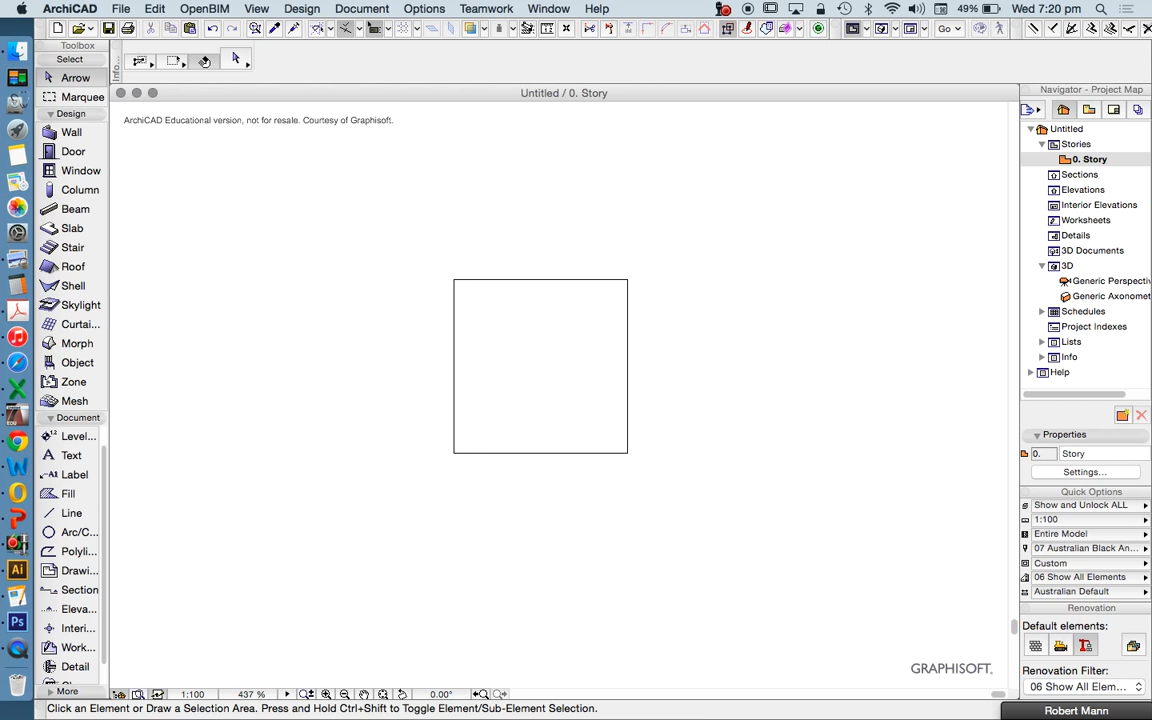 ArchiCAD File Edit OpenBIM View Design Document Options Teamwork Window Help 49% Wed 7:20 pm
Toolbox
Select
Arrow
Marquee
Design
Wall
Door
Window
Column
Beam
Slab
Stair
Roof
Shell
Skylight
Curtai...
Morph
Object
Zone
Mesh
Document
Level...
Text
Label
Fill
Line
Arc/C...
Polyli...
Drawi...
Section
Eleva...
Interi...
Work...
Detail
More
Info...
Go
Untitled / 0. Story
ArchiCAD Educational version, not for resale. Courtesy of Graphisoft.
GRAPHISOFT.
1:100 437 % 0.00°
Click an Element or Draw a Selection Area. Press and Hold Ctrl+Shift to Toggle Element/Sub-Element Selection.
Navigator - Project Map
Untitled
Stories
0. Story
Sections
Elevations
Interior Elevations
Worksheets
Details
3D Documents
3D
Generic Perspecti
Generic Axonomet
Schedules
Project Indexes
Lists
Info
Help
Properties
0. Story
Settings...
Quick Options
Show and Unlock ALL
1:100
Entire Model
07 Australian Black An...
Custom
06 Show All Elements
Australian Default
Renovation
Default elements:
Renovation Filter:
06 Show All Elem...
Robert Mann